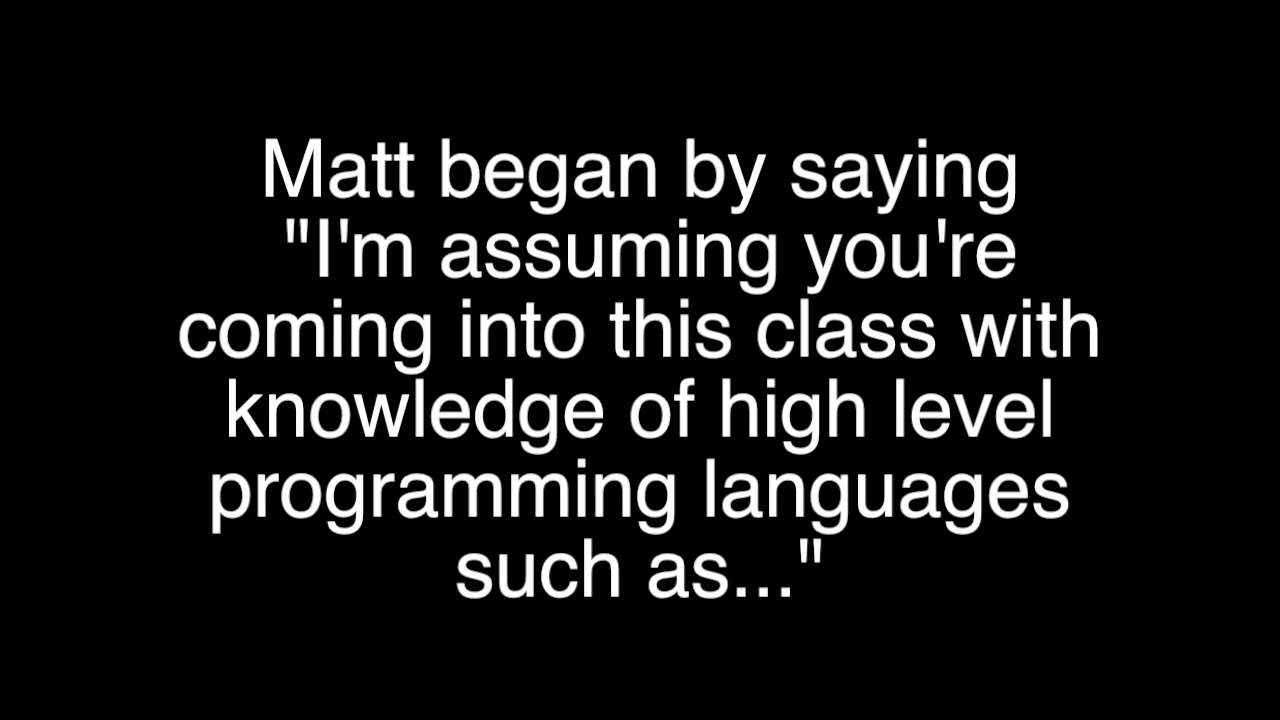 Matt began by saying
"I'm assuming you're
coming into this class with
knowledge of high level
programming languages
such as..."